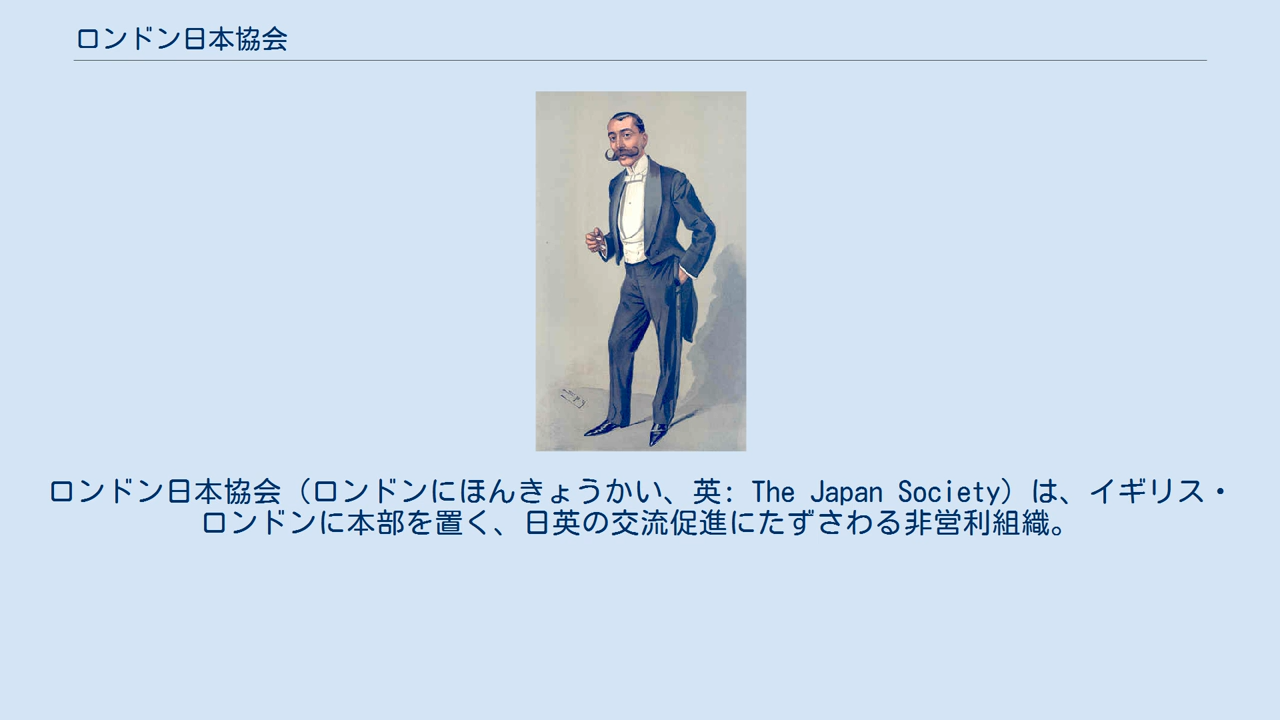 ロンドン日本協会
ロンドン日本協会（ロンドンにほんきょうかい、英: The Japan Society）は、イギリス・
ロンドンに本部を置く、日英の交流促進にたずさわる非営利組織。